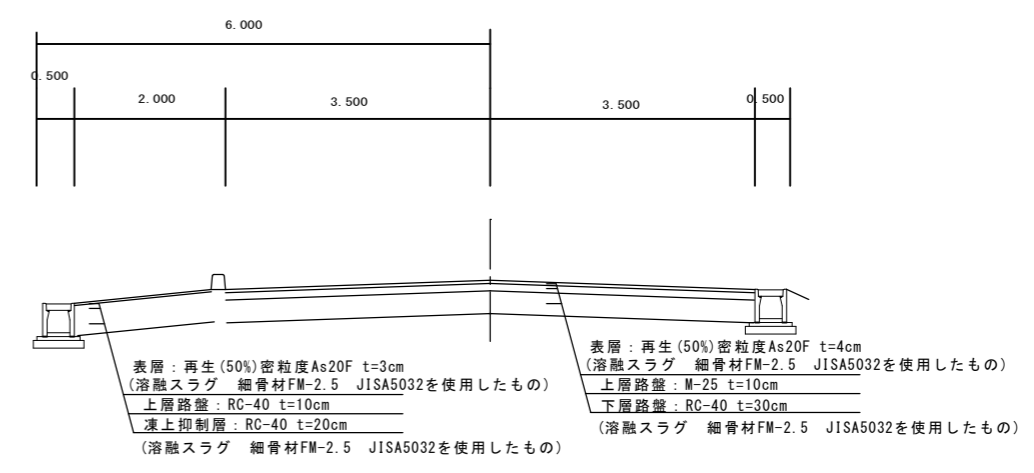 6.000
0.500
2.000
3.500
3.500
0.500
表層：再生(50%)密粒度As20F t=3cm
(溶融スラグ　細骨材FM-2.5　JISA5032を使用したもの)
上層路盤：RC-40 t=10cm
凍上抑制層：RC-40 t=20cm
(溶融スラグ　細骨材FM-2.5　JISA5032を使用したもの)
表層：再生(50%)密粒度As20F t=4cm
(溶融スラグ　細骨材FM-2.5　JISA5032を使用したもの)
上層路盤：M-25 t=10cm
下層路盤：RC-40 t=30cm
(溶融スラグ　細骨材FM-2.5　JISA5032を使用したもの)